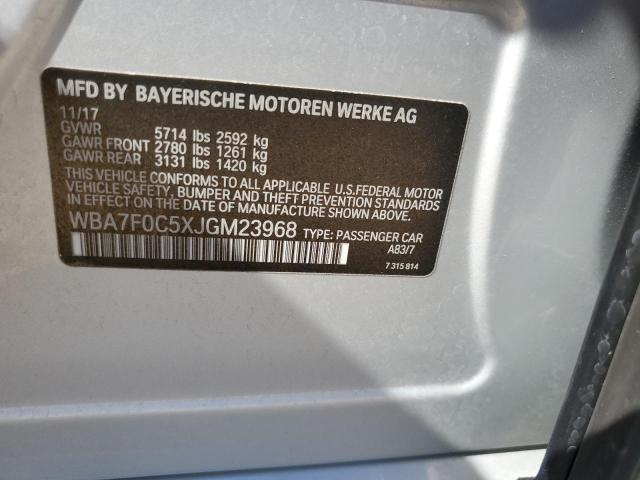 MFD BY BAYERISCHE MOTOREN WERKE AG
11/17
GVWR 5714 lbs 2592 kg
GAWR FRONT 2780 lbs 1261 kg
GAWR REAR 3131 lbs 1420 kg
THIS VEHICLE CONFORMS TO ALL APPLICABLE U.S. FEDERAL MOTOR
VEHICLE SAFETY, BUMPER, AND THEFT PREVENTION STANDARDS
IN EFFECT ON THE DATE OF MANUFACTURE SHOWN ABOVE.
WBA7F0C5XJGM23968 TYPE: PASSENGER CAR
A83/7
7 315 814